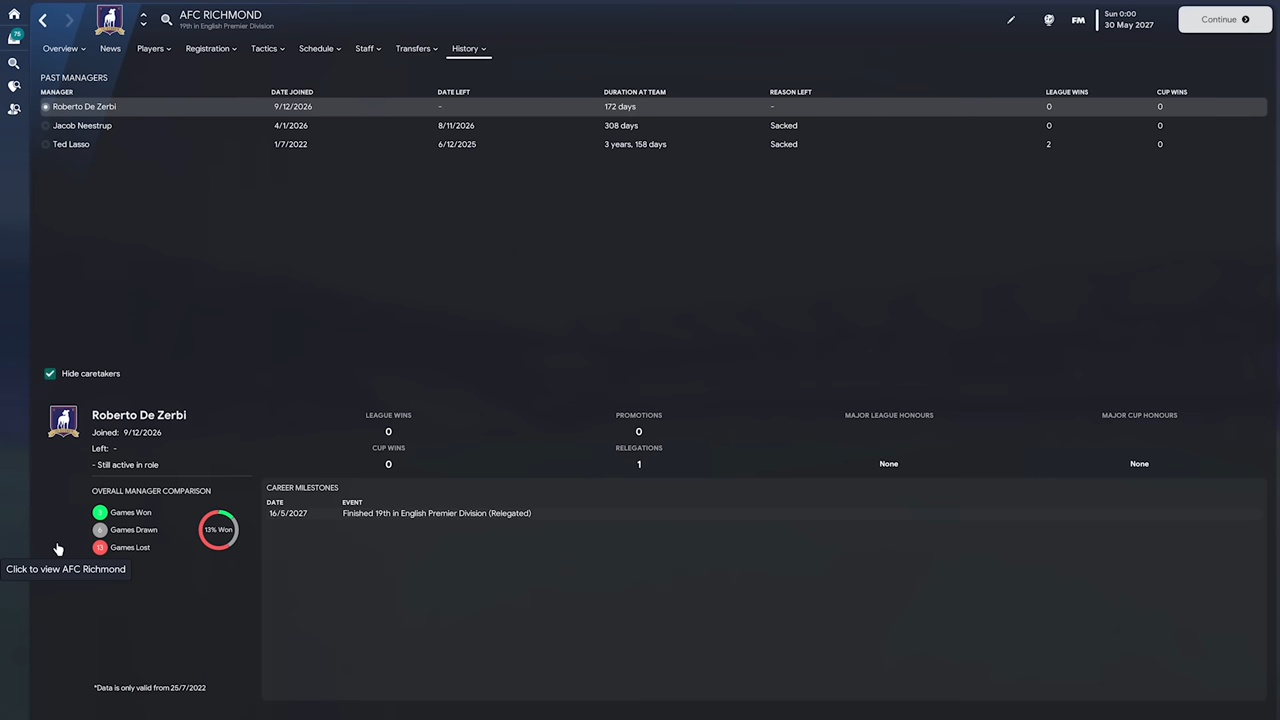 75
AFC RICHMOND
19th in English Premier Division
FM
Sun 0:00
30 May 2027
Continue
Overview
News
Players
Registration
Tactics
Schedule
Staff
Transfers
History
PAST MANAGERS
MANAGER DATE JOINED DATE LEFT DURATION AT TEAM REASON LEFT LEAGUE WINS CUP WINS
Roberto De Zerbi 9/12/2026 - 172 days - 0 0
Jacob Neestrup 4/1/2026 8/11/2026 308 days Sacked 0 0
Ted Lasso 1/7/2022 6/12/2025 3 years, 158 days Sacked 2 0
Hide caretakers
Roberto De Zerbi
Joined: 9/12/2026
Left: -
- Still active in role
LEAGUE WINS
0
CUP WINS
0
PROMOTIONS
0
RELEGATIONS
1
MAJOR LEAGUE HONOURS
None
MAJOR CUP HONOURS
None
OVERALL MANAGER COMPARISON
Games Won
Games Drawn
13 Games Lost
13% Won
Click to view AFC Richmond
*Data is only valid from 25/7/2022
CAREER MILESTONES
DATE EVENT
16/5/2027 Finished 19th in English Premier Division (Relegated)